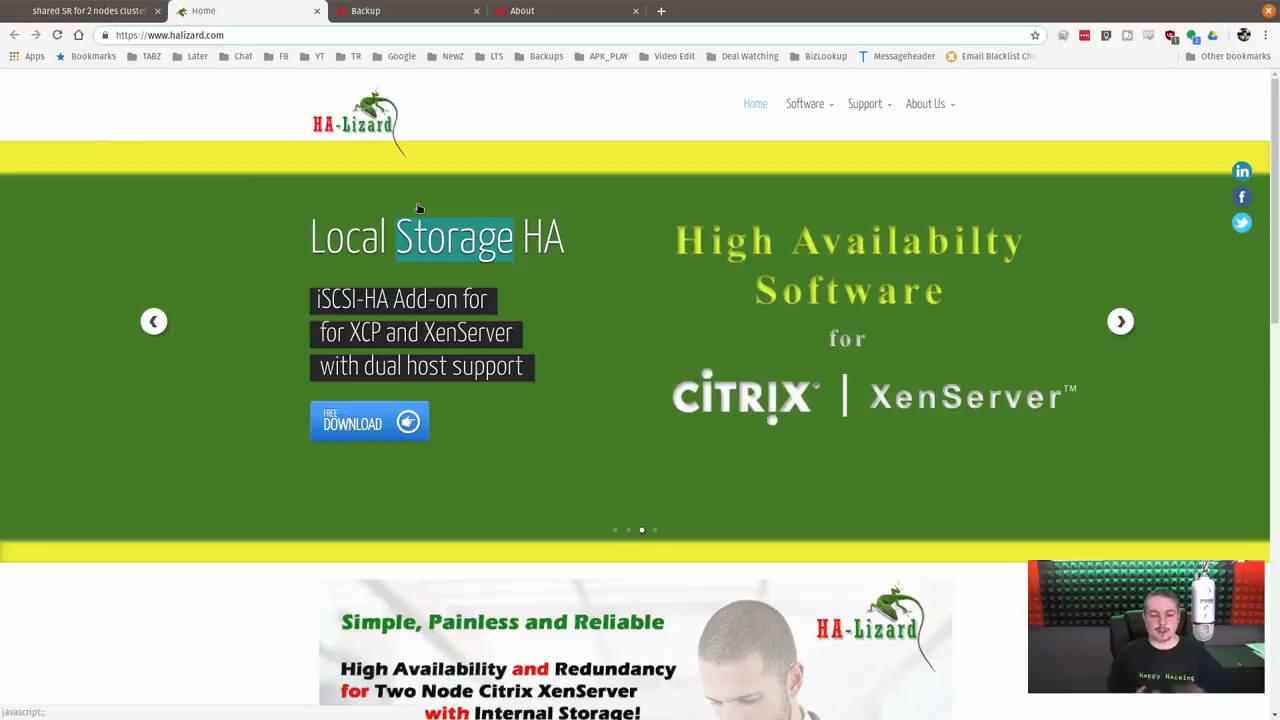 shared SR for 2 nodes cluster
Home
Backup
About
https://www.halizard.com
Apps
Bookmarks
TABZ
Later
Chat
FB
YT
TR
Google
NewZ
LTS
Backups
APK_PLAY
Video Edit
Deal Watching
BizLookup
Messageheader
Email Blacklist Che
Other bookmarks
HA-Lizard
Home
Software
Support
About Us
Local Storage HA
iSCSI-HA Add-on for
for XCP and XenServer
with dual host support
FREE
DOWNLOAD
High Availabilty
Software
for
CITRIX | XenServer™
Simple, Painless and Reliable
HA-Lizard
High Availability and Redundancy
for Two Node Citrix XenServer
with Internal Storage!
Happy Hacking
javascript:;